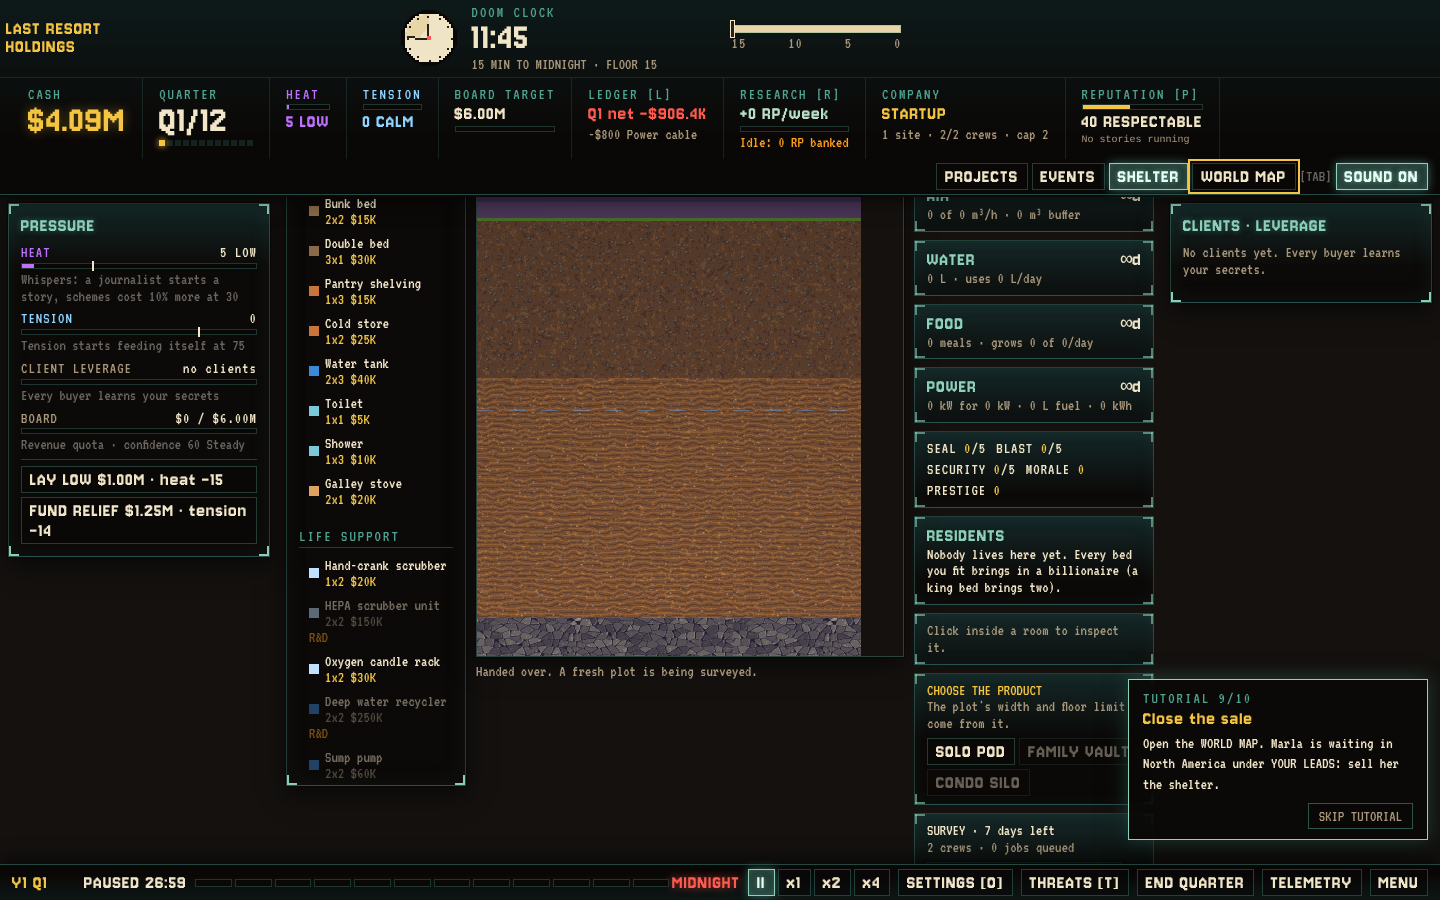 LAST RESORT
HOLDINGS
DOOM CLOCK
11:45
15 MIN TO MIDNIGHT · FLOOR 15
15 10 5 0
CASH
$4.09M
QUARTER
Q1/12
HEAT
5 LOW
TENSION
0 CALM
BOARD TARGET
$6.00M
LEDGER [L]
Q1 net -$906.4K
-$800 Power cable
RESEARCH [R]
+0 RP/week
Idle: 0 RP banked
COMPANY
STARTUP
1 site · 2/2 crews · cap 2
REPUTATION [P]
40 RESPECTABLE
No stories running
PROJECTS EVENTS SHELTER WORLD MAP [TAB] SOUND ON
PRESSURE
HEAT 5 LOW
Whispers: a journalist starts a
story, schemes cost 10% more at 30
TENSION 0
Tension starts feeding itself at 75
CLIENT LEVERAGE no clients
Every buyer learns your secrets
BOARD $0 / $6.00M
Revenue quota · confidence 60 Steady
LAY LOW $1.00M · heat -15
FUND RELIEF $1.25M · tension
-14
Bunk bed
2x2 $15K
Double bed
3x1 $30K
Pantry shelving
1x3 $15K
Cold store
1x2 $25K
Water tank
2x3 $40K
Toilet
1x1 $5K
Shower
1x3 $10K
Galley stove
2x1 $20K
LIFE SUPPORT
Hand-crank scrubber
1x2 $20K
HEPA scrubber unit
2x2 $150K
R&D
Oxygen candle rack
1x2 $30K
Deep water recycler
2x2 $250K
R&D
Sump pump
2x2 $60K
Handed over. A fresh plot is being surveyed.
AIR ∞d
0 of 0 m³/h · 0 m³ buffer
WATER ∞d
0 L · uses 0 L/day
FOOD ∞d
0 meals · grows 0 of 0/day
POWER ∞d
0 kW for 0 kW · 0 L fuel · 0 kWh
SEAL 0/5 BLAST 0/5
SECURITY 0/5 MORALE 0
PRESTIGE 0
RESIDENTS
Nobody lives here yet. Every bed
you fit brings in a billionaire (a
king bed brings two).
Click inside a room to inspect
it.
CHOOSE THE PRODUCT
The plot's width and floor limit
come from it.
SOLO POD FAMILY VAULT
CONDO SILO
SURVEY · 7 days left
2 crews · 0 jobs queued
CLIENTS · LEVERAGE
No clients yet. Every buyer learns
your secrets.
TUTORIAL 9/10
Close the sale
Open the WORLD MAP. Marla is waiting in
North America under YOUR LEADS: sell her
the shelter.
SKIP TUTORIAL
Y1 Q1 PAUSED 26:59 MIDNIGHT II x1 x2 x4 SETTINGS [O] THREATS [T] END QUARTER TELEMETRY MENU